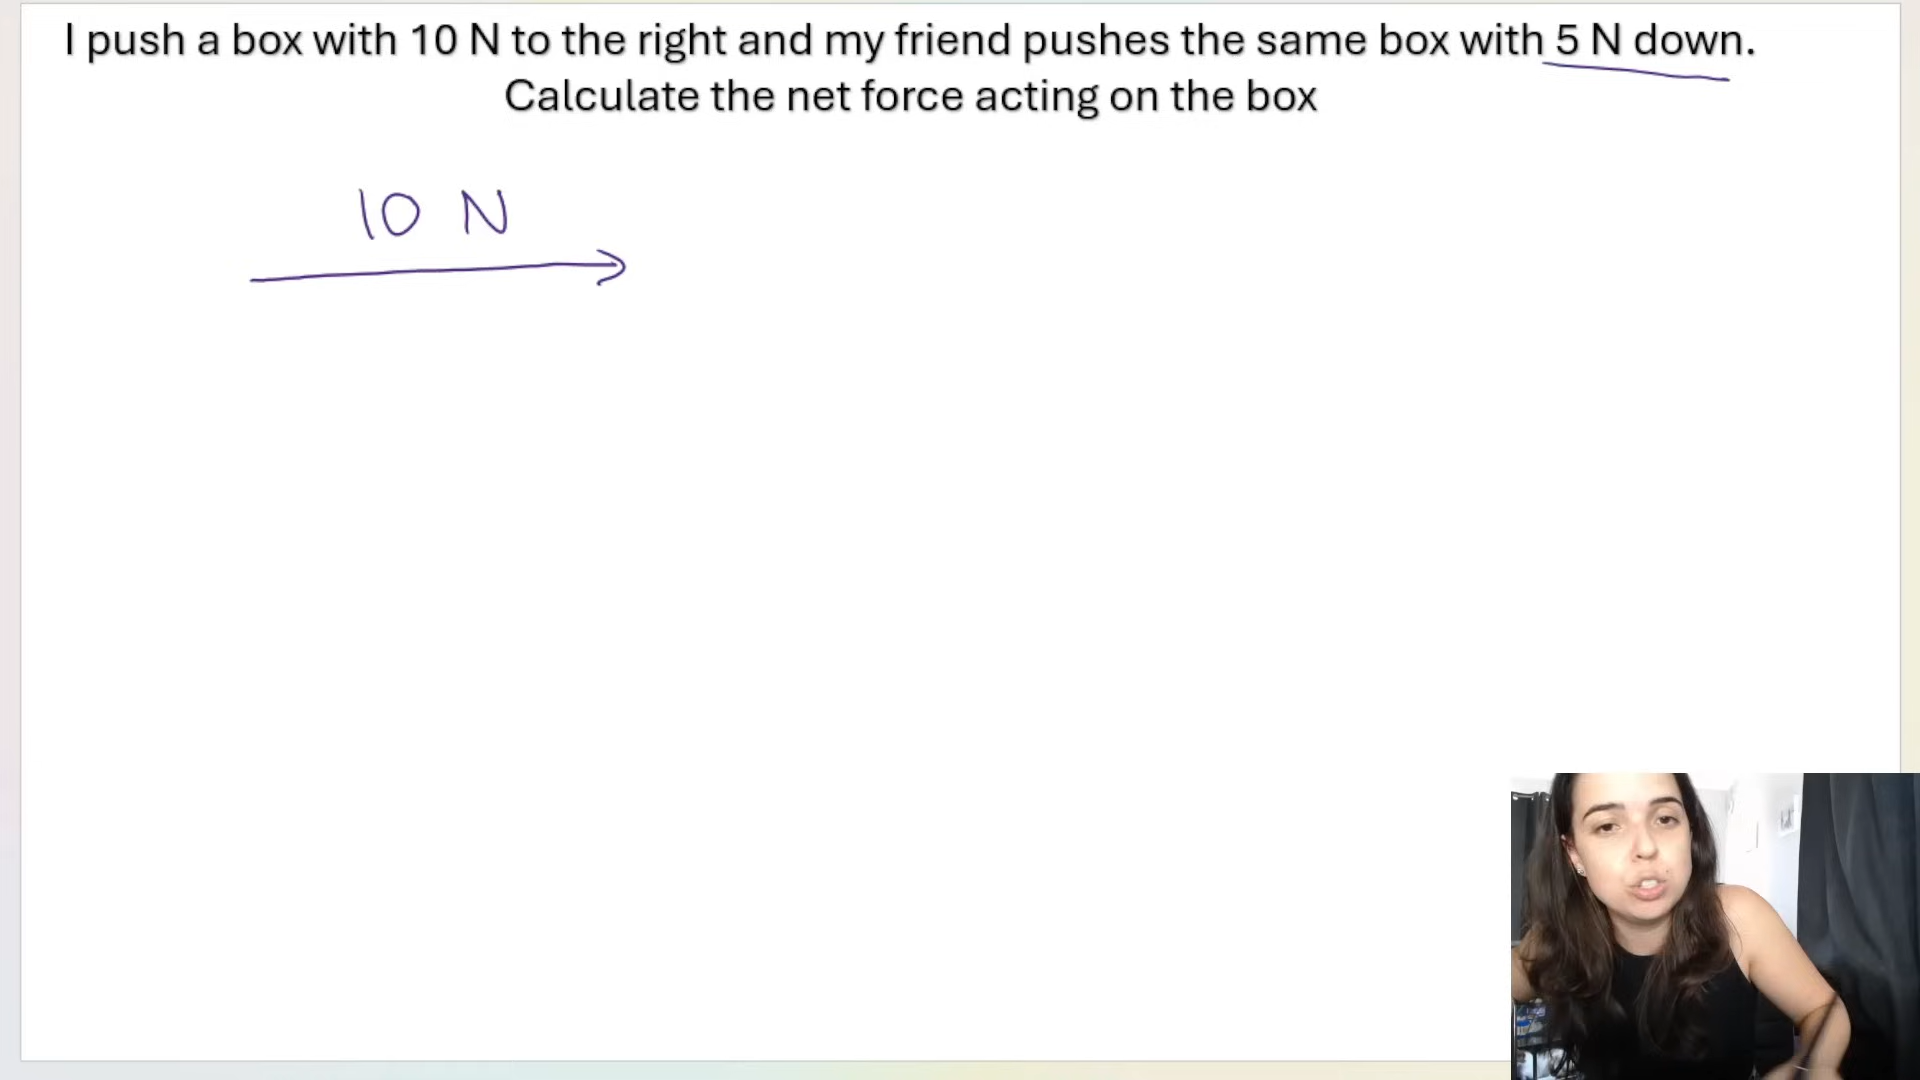 I push a box with 10 N to the right and my friend pushes the same box with 5 N down.
Calculate the net force acting on the box
10 N